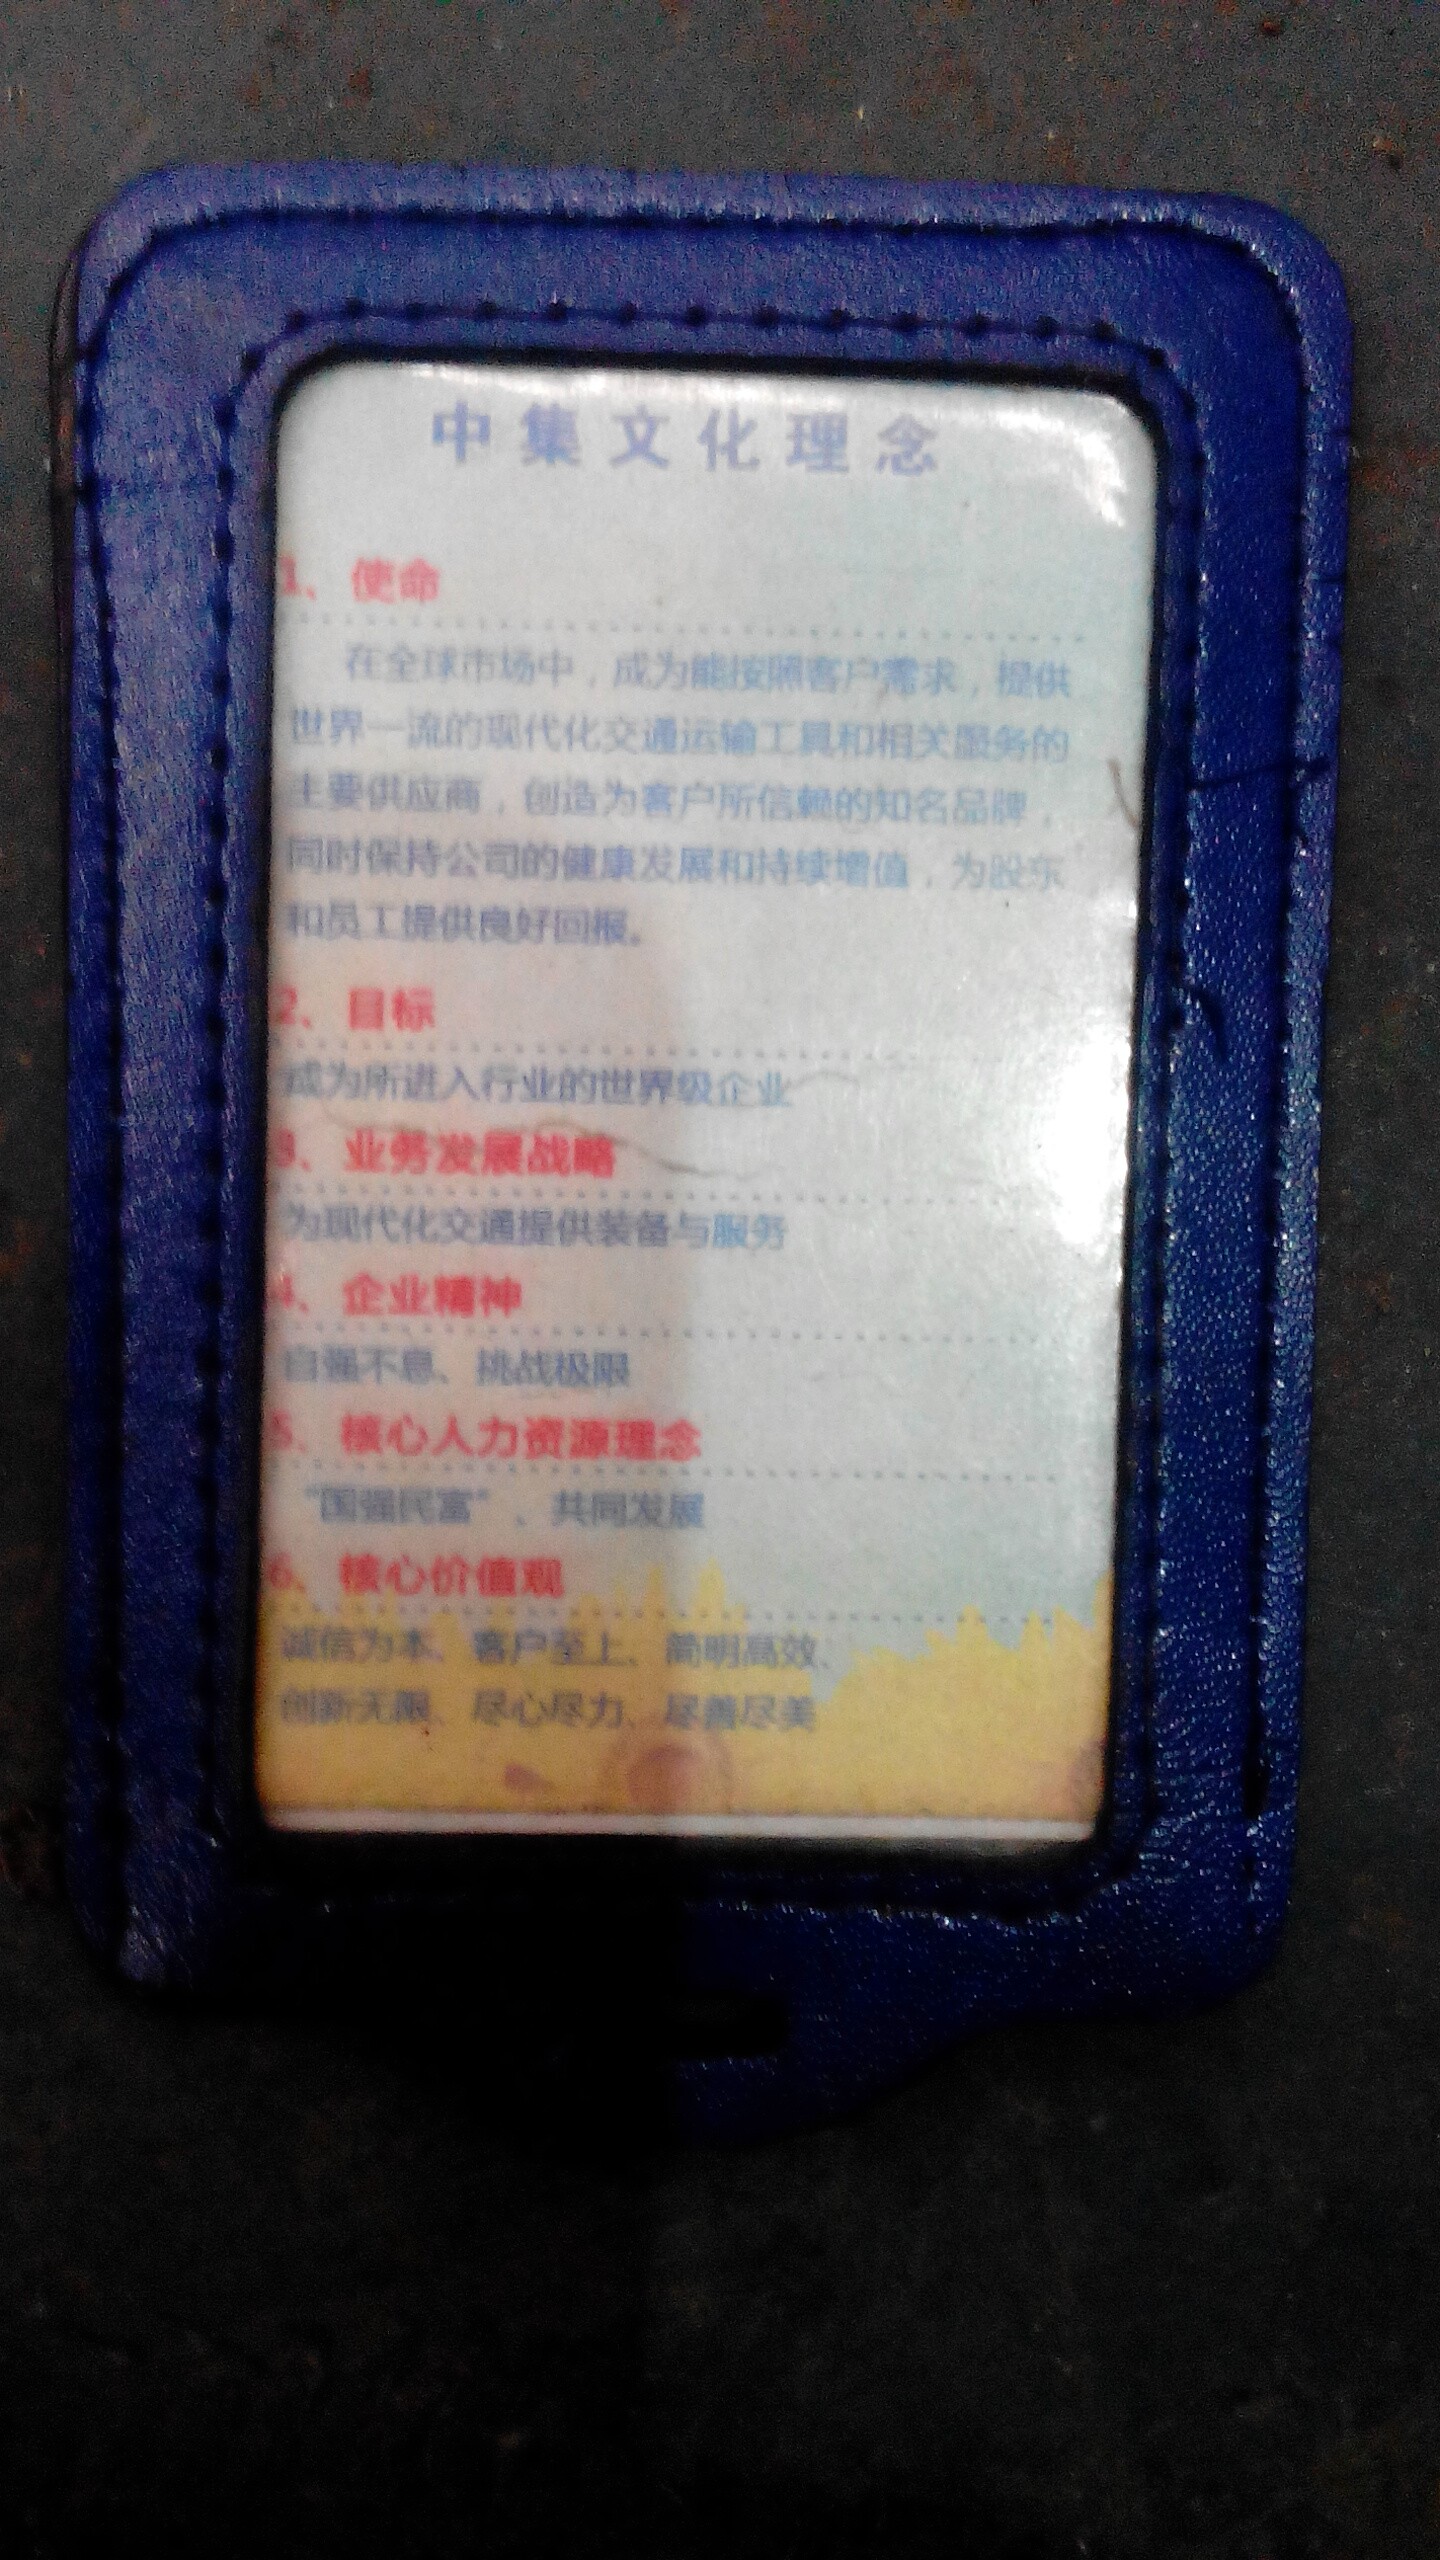 中集文化理念
1、使命
在全球市场中，成为能按照客户需求，提供
世界一流的现代化交通运输工具和相关服务的
主要供应商，创造为客户所信赖的知名品牌，
同时保持公司的健康发展和持续增值，为股东
和员工提供良好回报。
2、目标
成为所进入行业的世界级企业
3、业务发展战略
为现代化交通提供装备与服务
4、企业精神
自强不息、挑战极限
5、核心人力资源理念
“国强民富”、共同发展
6、核心价值观
诚信为本、客户至上、简明高效、
创新无限、尽心尽力、尽善尽美